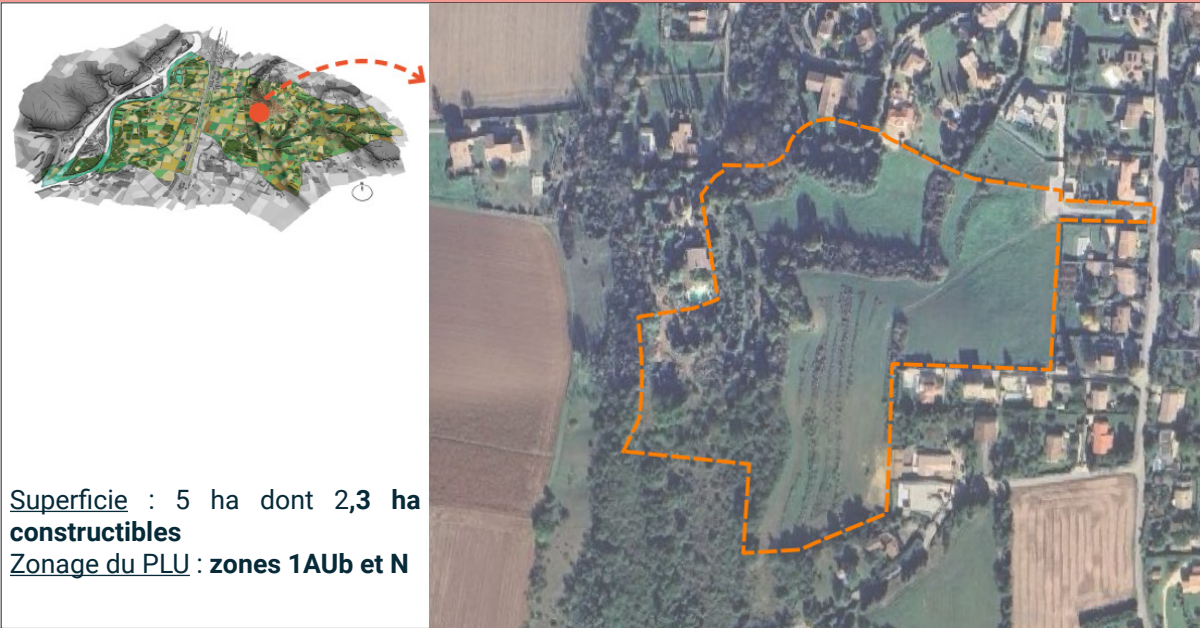 Superficie : 5 ha dont 2,3 ha
constructibles
Zonage du PLU : zones 1AUb et N